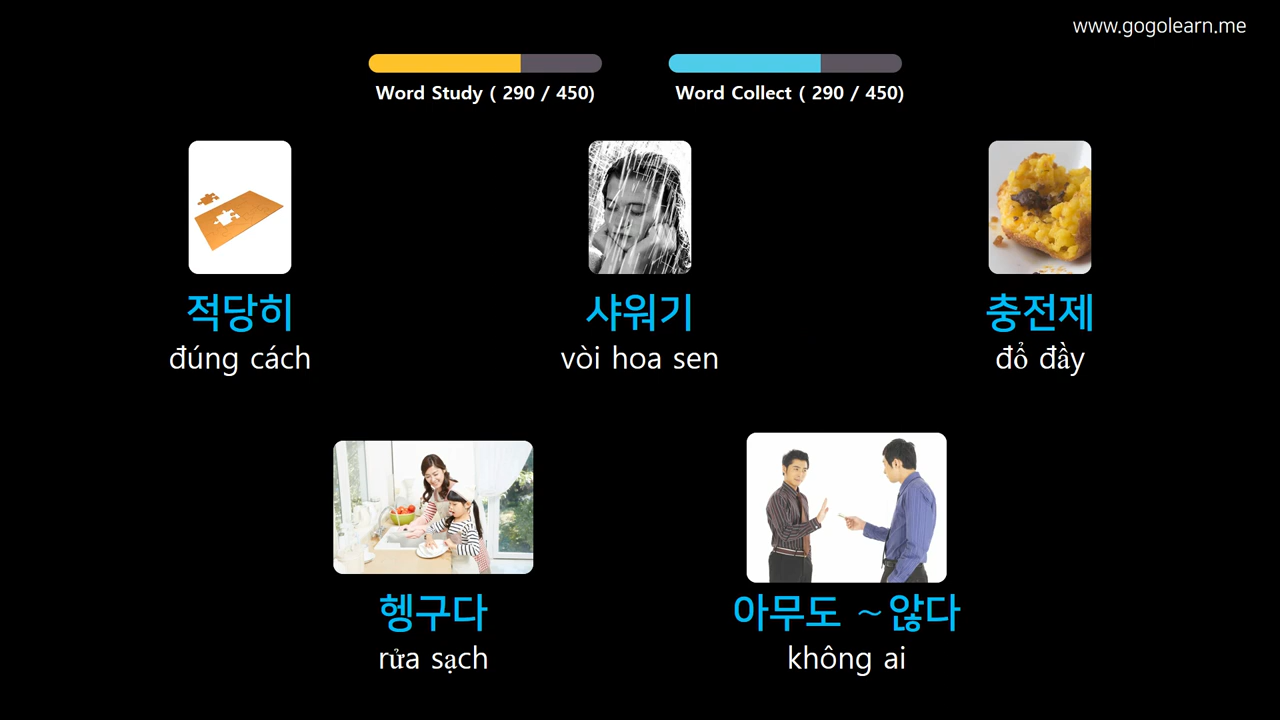 www.gogolearn.me
Word Study ( 290 / 450)
Word Collect ( 290 / 450)
적당히
đúng cách
샤워기
vòi hoa sen
충전제
đổ đầy
헹구다
rửa sạch
아무도 ~않다
không ai